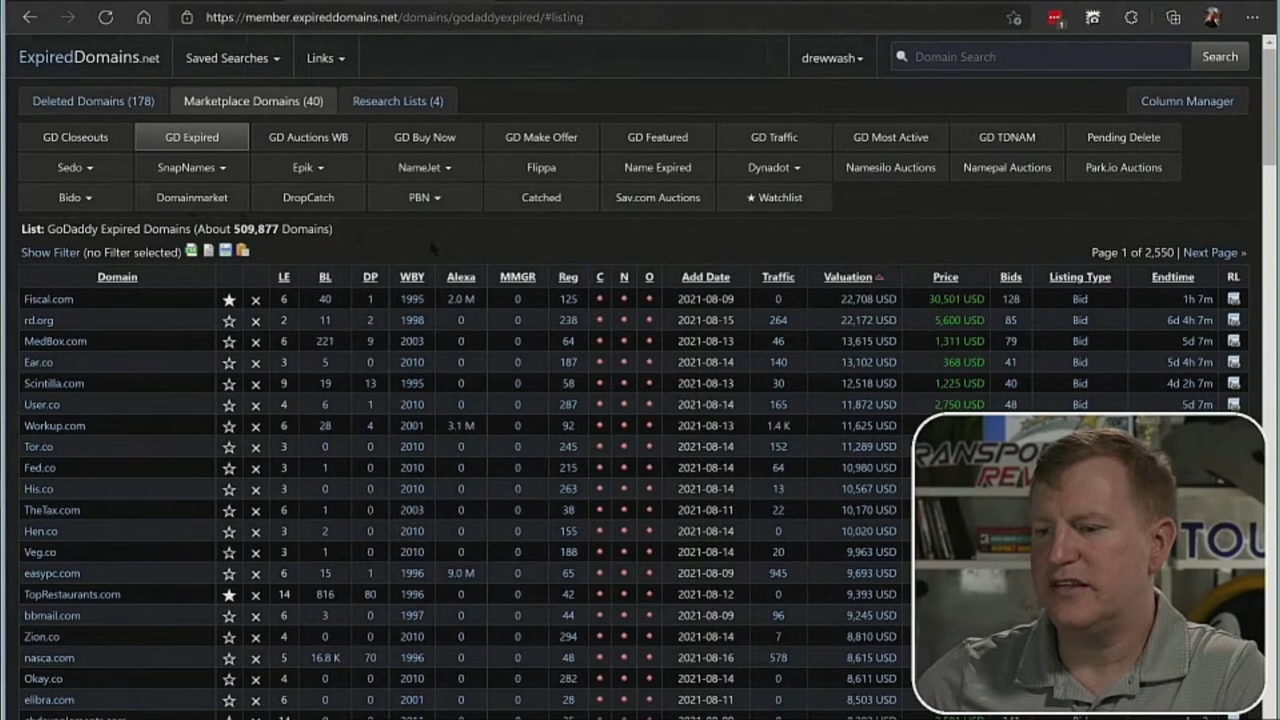 https://member.expireddomains.net/domains/godaddyexpired/#listing
ExpiredDomains.net Saved Searches Links drewwash Domain Search Search
Deleted Domains (178) Marketplace Domains (40) Research Lists (4) Column Manager
GD Closeouts GD Expired GD Auctions WB GD Buy Now GD Make Offer GD Featured GD Traffic GD Most Active GD TDNAM Pending Delete
Sedo SnapNames Epik NameJet Flippa Name Expired Dynadot Namesilo Auctions Namepal Auctions Park.io Auctions
Bido Domainmarket DropCatch PBN Catched Sav.com Auctions ★ Watchlist
List: GoDaddy Expired Domains (About 509,877 Domains)
Show Filter (no Filter selected) Page 1 of 2,550 | Next Page »
Domain LE BL DP WBY Alexa MMGR Reg C N O Add Date Traffic Valuation Price Bids Listing Type Endtime RL
Fiscal.com 6 40 1 1995 2.0 M 0 125 2021-08-09 0 22,708 USD 30,501 USD 128 Bid 1h 7m
rd.org 2 11 2 1998 0 0 238 2021-08-15 264 22,172 USD 5,600 USD 85 Bid 6d 4h 7m
MedBox.com 6 221 9 2003 0 0 64 2021-08-13 46 13,615 USD 1,311 USD 79 Bid 5d 7m
Ear.co 3 5 0 2010 0 0 187 2021-08-14 140 13,102 USD 368 USD 41 Bid 5d 4h 7m
Scintilla.com 9 19 13 1995 0 0 58 2021-08-13 30 12,518 USD 1,225 USD 40 Bid 4d 2h 7m
User.co 4 6 1 2010 0 0 287 2021-08-14 165 11,872 USD 2,750 USD 48 Bid 5d 7m
Workup.com 6 28 4 2001 3.1 M 0 92 2021-08-13 1.4 K 11,625 USD
Tor.co 3 0 0 2010 0 0 245 2021-08-14 152 11,289 USD
Fed.co 3 1 0 2010 0 0 215 2021-08-14 64 10,980 USD
His.co 3 0 0 2010 0 0 263 2021-08-14 13 10,567 USD
TheTax.com 6 1 0 2003 0 0 38 2021-08-11 22 10,170 USD
Hen.co 3 2 0 2010 0 0 155 2021-08-14 0 10,020 USD
Veg.co 3 1 0 2010 0 0 188 2021-08-14 20 9,963 USD
easypc.com 6 15 1 1996 9.0 M 0 65 2021-08-09 945 9,693 USD
TopRestaurants.com 14 816 80 1996 0 0 42 2021-08-12 0 9,393 USD
bbmail.com 6 3 0 1997 0 0 44 2021-08-09 96 9,245 USD
Zion.co 4 0 0 2010 0 0 294 2021-08-14 7 8,810 USD
nasca.com 5 16.8 K 70 1996 0 0 48 2021-08-16 578 8,615 USD
Okay.co 4 0 0 2010 0 0 282 2021-08-14 0 8,611 USD
elibra.com 6 0 0 2001 0 0 28 2021-08-11 0 8,503 USD
TRANSPOR
REV
TOU